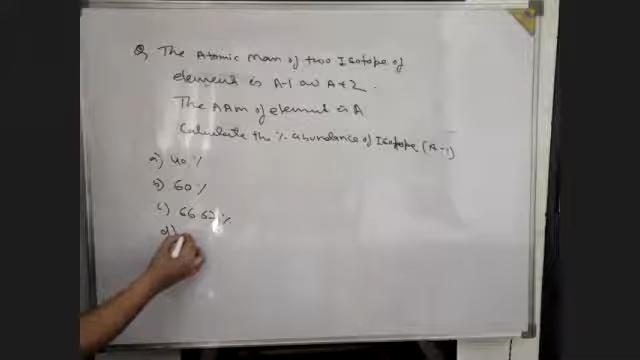 Q, The Atomic Mass of two Isotope of
element is A-1 and A+2.
The AAM of element is A
Calculate the % abundance of Isotope (A-1)
a) 40 %
b) 60 %
c) 66.62 %
d)